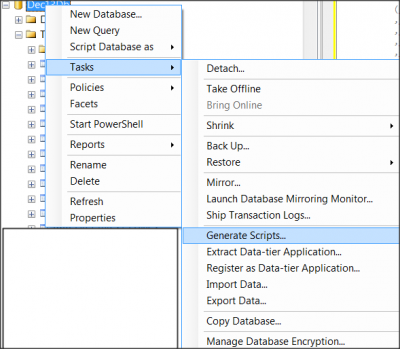 Dec13DB
New Database...
New Query
Script Database as
Tasks
Policies
Facets
Start PowerShell
Reports
Rename
Delete
Refresh
Properties
Detach...
Take Offline
Bring Online
Shrink
Back Up...
Restore
Mirror...
Launch Database Mirroring Monitor...
Ship Transaction Logs...
Generate Scripts...
Extract Data-tier Application...
Register as Data-tier Application...
Import Data...
Export Data...
Copy Database...
Manage Database Encryption...